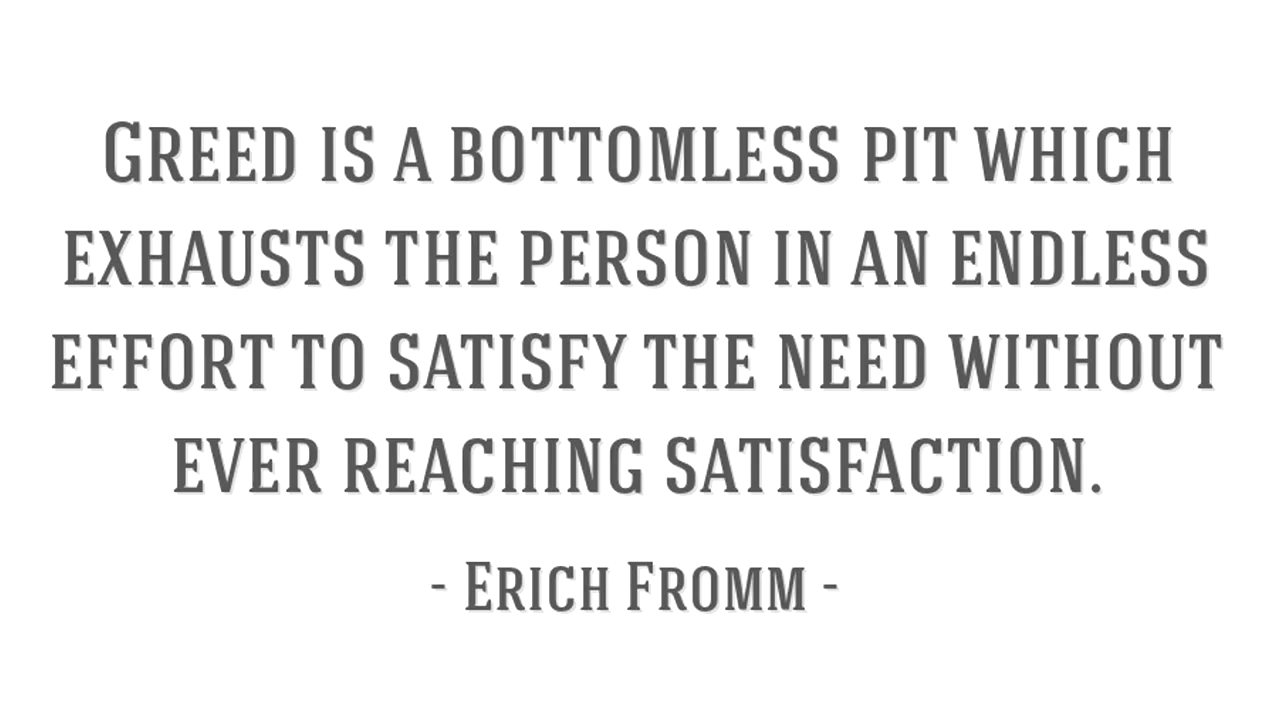 Greed is a bottomless pit which
exhausts the person in an endless
effort to satisfy the need without
ever reaching satisfaction.
- Erich Fromm -